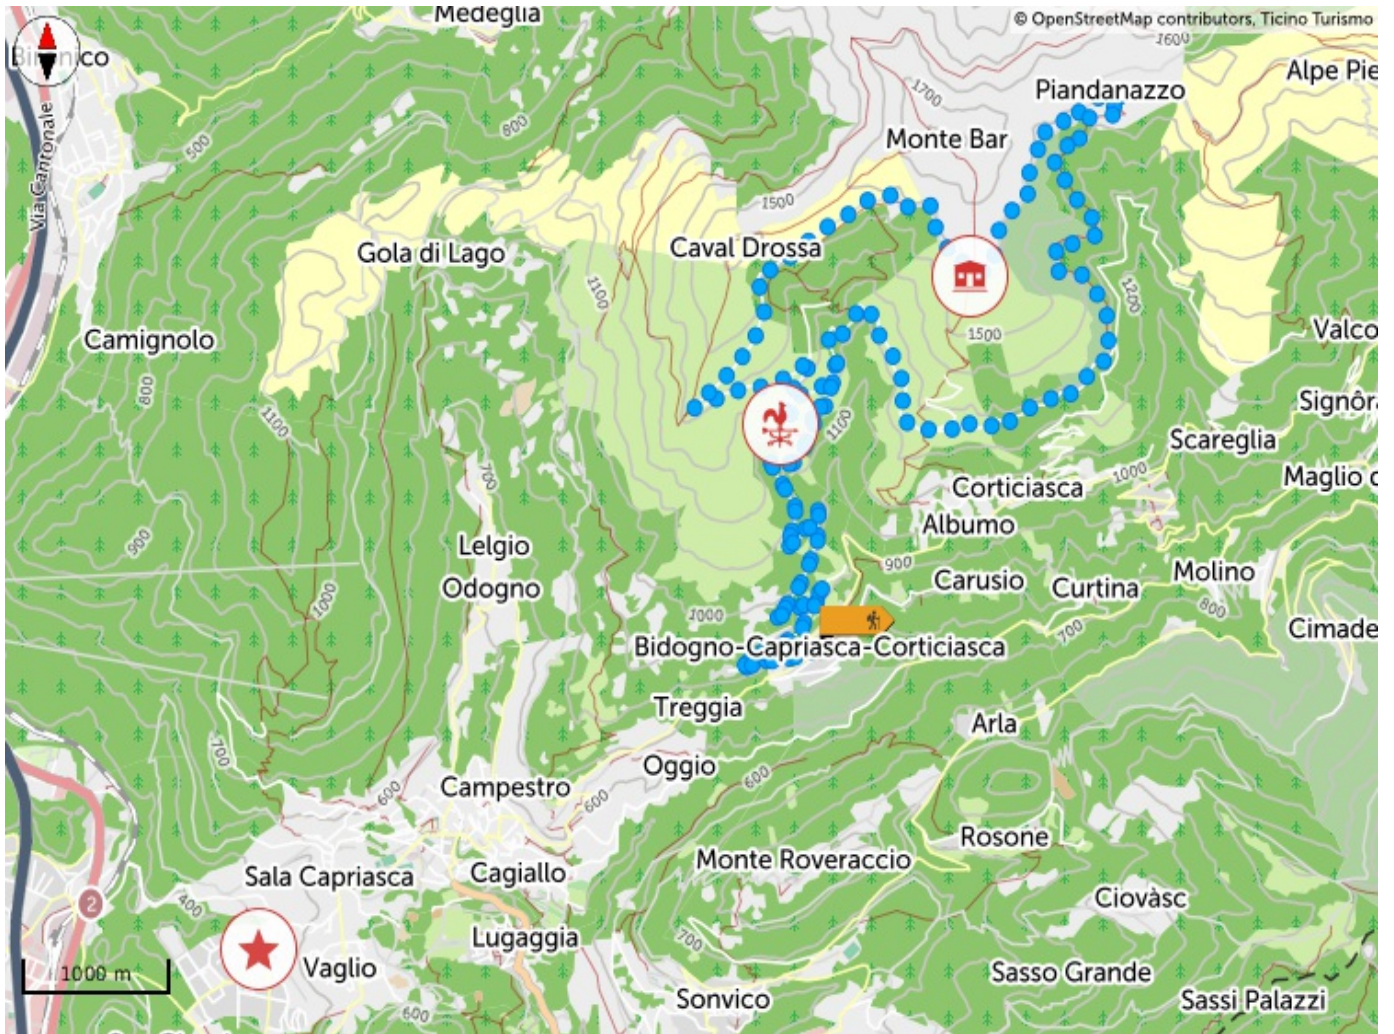 Medeglia
© OpenStreetMap contributors, Ticino Turismo
1600
Bironico
Alpe Pie
1700
Piandanazzo
Via Cantonale
800
500
Monte Bar
1500
Gola di Lago
Caval Drossa
1100
1200
Camignolo
1500
Valco
800
1100
1100
Signôra
Scareglia
700
1000
Maglio d
Corticiasca
Albumo
900
Lelgio
900
Molino
Odogno
Carusio
Curtina
1000
1000
800
700
Cimade
Bidogno-Capriasca-Corticiasca
Treggia
Arla
700
Oggio
600
Campestro
600
600
Rosone
Monte Roveraccio
Sala Capriasca
Cagiallo
Ciovàsc
400
2
Lugaggia
700
1000 m
Vaglio
Sasso Grande
Sonvico
Sassi Palazzi
600